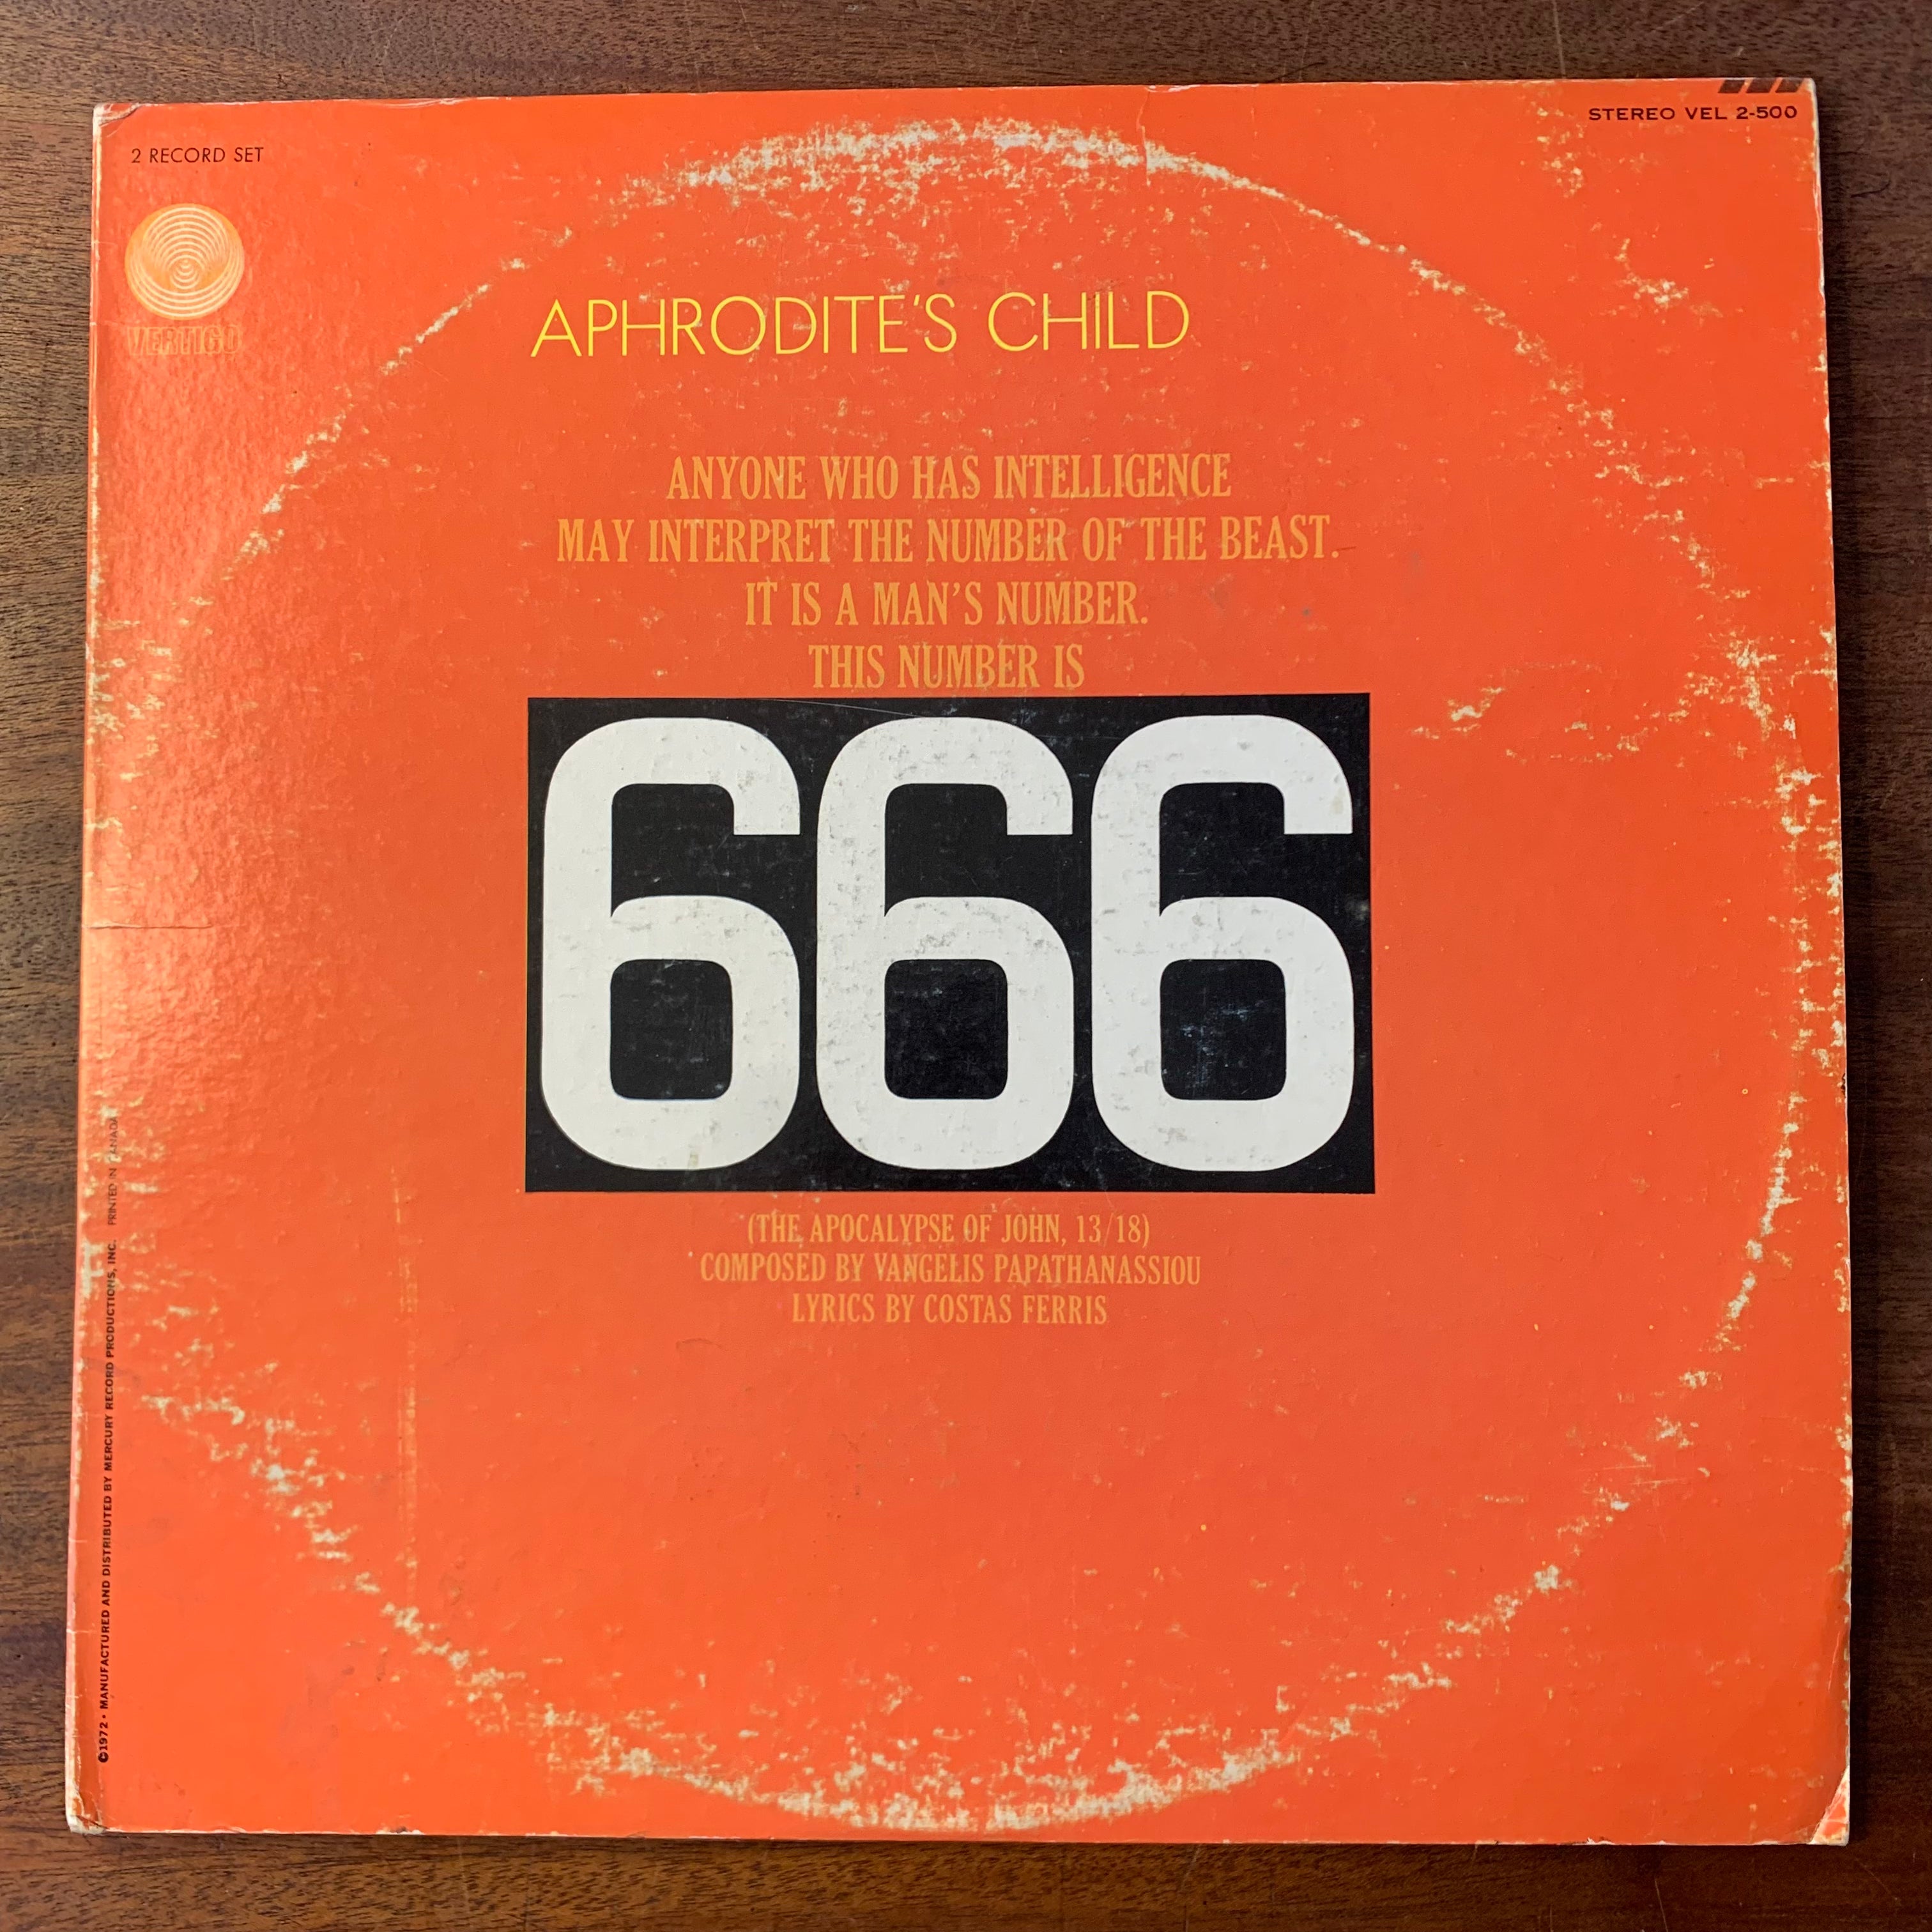 STEREO VEL 2-500
2 RECORD SET
VERTIGO
APHRODITE'S CHILD
ANYONE WHO HAS INTELLIGENCE
MAY INTERPRET THE NUMBER OF THE BEAST.
IT IS A MAN'S NUMBER.
THIS NUMBER IS
666
(THE APOCALYPSE OF JOHN, 13/18)
COMPOSED BY VANGELIS PAPATHANASSIOU
LYRICS BY COSTAS FERRIS
©1972 • MANUFACTURED AND DISTRIBUTED BY MERCURY RECORD PRODUCTIONS, INC. PRINTED IN CANADA